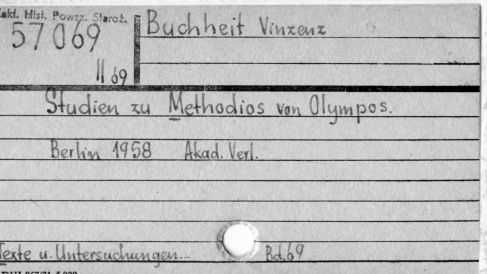 Zakł. Hist. Powsz. Staroż.
57069
II 69
Buchheit Vinzenz
Studien zu Methodios von Olympos.
Berlin 1958 Akad. Verl.
Texte u. Untersuchungen... Bd.69